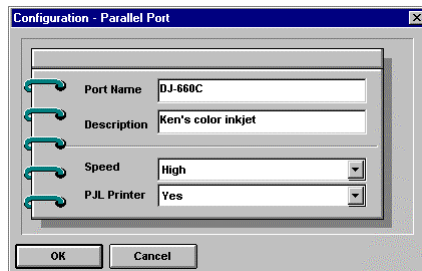 Configuration - Parallel Port
Port Name DJ-660C
Description Ken's color inkjet
Speed High
PJL Printer Yes
OK Cancel